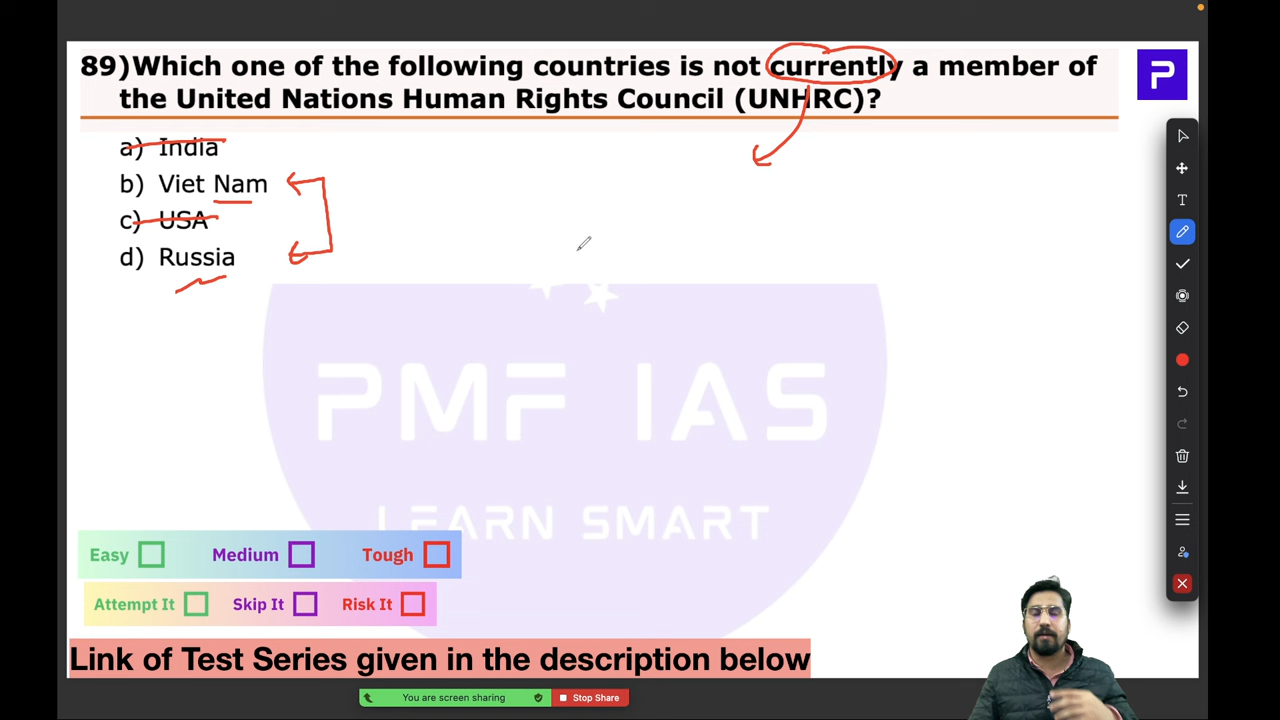 89)Which one of the following countries is not currently a member of
the United Nations Human Rights Council (UNHRC)?
P
a) India
b) Viet Nam
c) USA
d) Russia
PMF IAS
LEARN SMART
Easy Medium Tough
Attempt It Skip It Risk It
Link of Test Series given in the description below
You are screen sharing Stop Share
T